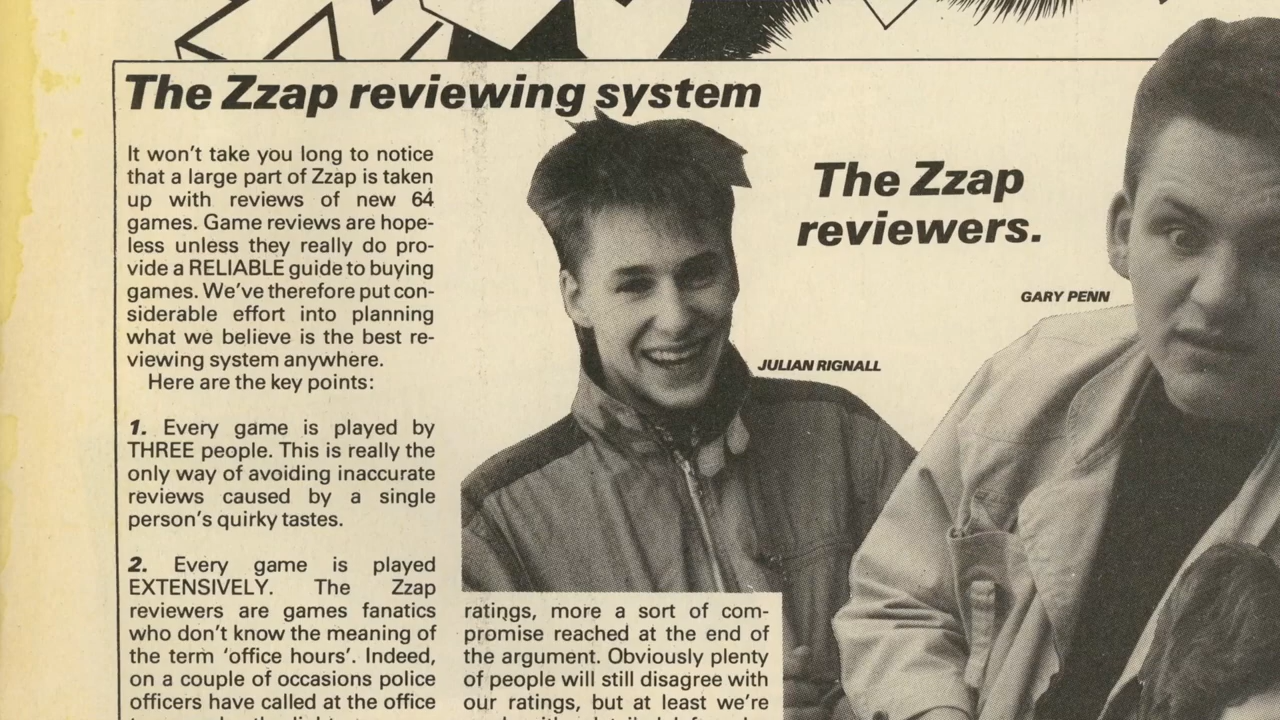 The Zzap reviewing system
It won't take you long to notice
that a large part of Zzap is taken
up with reviews of new 64
games. Game reviews are hope-
less unless they really do pro-
vide a RELIABLE guide to buying
games. We've therefore put con-
siderable effort into planning
what we believe is the best re-
viewing system anywhere.
Here are the key points:
1. Every game is played by
THREE people. This is really the
only way of avoiding inaccurate
reviews caused by a single
person's quirky tastes.
2. Every game is played
EXTENSIVELY. The Zzap
reviewers are games fanatics
who don't know the meaning of
the term 'office hours'. Indeed,
on a couple of occasions police
officers have called at the office
ratings, more a sort of com-
promise reached at the end of
the argument. Obviously plenty
of people will still disagree with
our ratings, but at least we're
The Zzap
reviewers.
GARY PENN
JULIAN RIGNALL